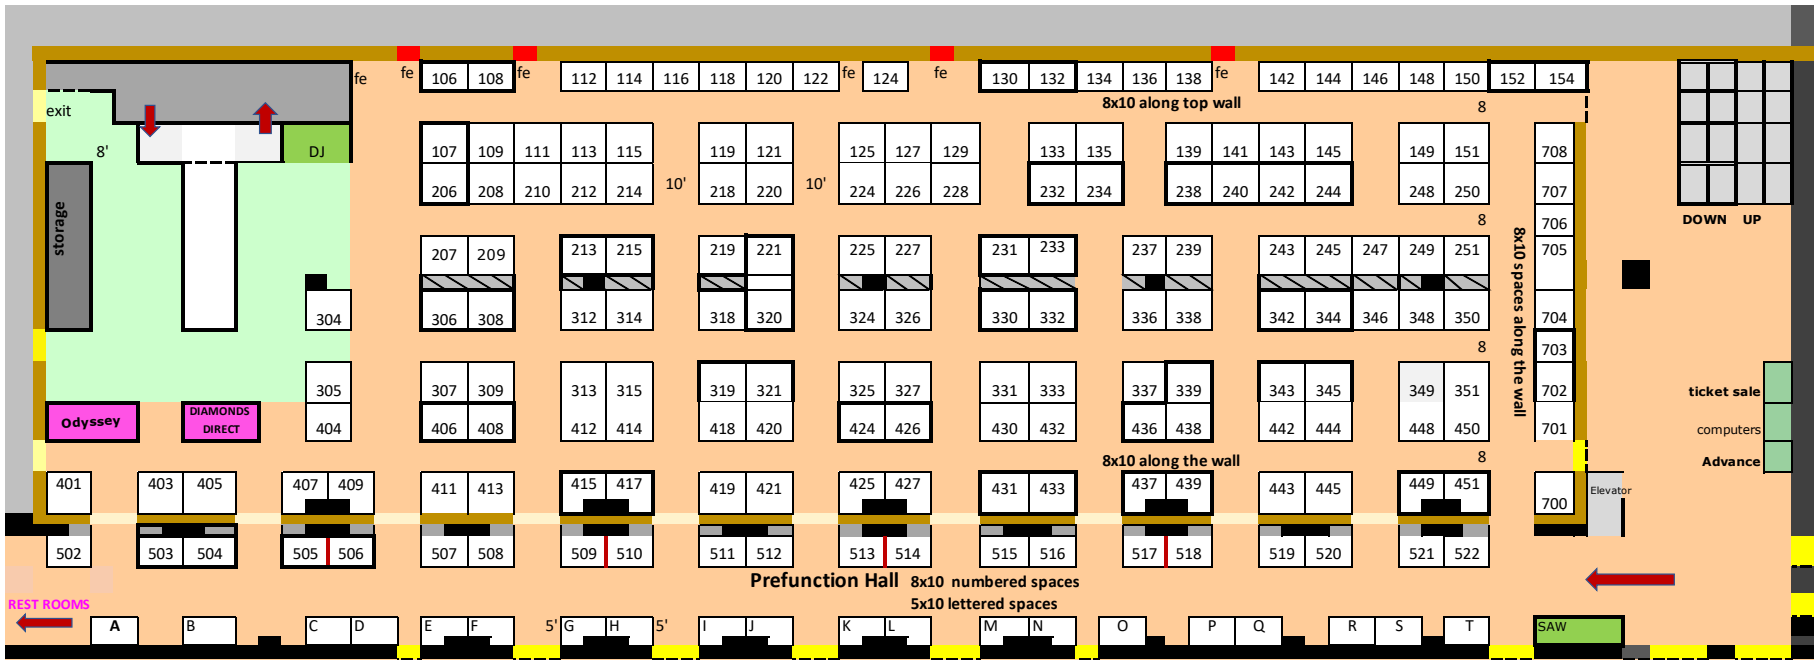 fe fe 106 108 fe 112 114 116 118 120 122 fe 124 fe 130 132 134 136 138 fe 142 144 146 148 150 152 154
8x10 along top wall 8
exit
8' DJ 107 109 111 113 115 119 121 125 127 129 133 135 139 141 143 145 149 151 708
206 208 210 212 214 10' 218 220 10' 224 226 228 232 234 238 240 242 244 248 250 707
storage
8 706 DOWN UP
207 209 213 215 219 221 225 227 231 233 237 239 243 245 247 249 251 705
8x10 spaces along the wall
304 306 308 312 314 318 320 324 326 330 332 336 338 342 344 346 348 350 704
8 703
305 307 309 313 315 319 321 325 327 331 333 337 339 343 345 349 351 702 ticket sale
Odyssey
DIAMONDS
DIRECT
404 406 408 412 414 418 420 424 426 430 432 436 438 442 444 448 450 701 computers
8x10 along the wall 8 Advance
401 403 405 407 409 411 413 415 417 419 421 425 427 431 433 437 439 443 445 449 451 700 Elevator
502 503 504 505 506 507 508 509 510 511 512 513 514 515 516 517 518 519 520 521 522
Prefunction Hall 8x10 numbered spaces
5x10 lettered spaces
REST ROOMS
A B C D E F 5' G H 5' I J K L M N O P Q R S T SAW